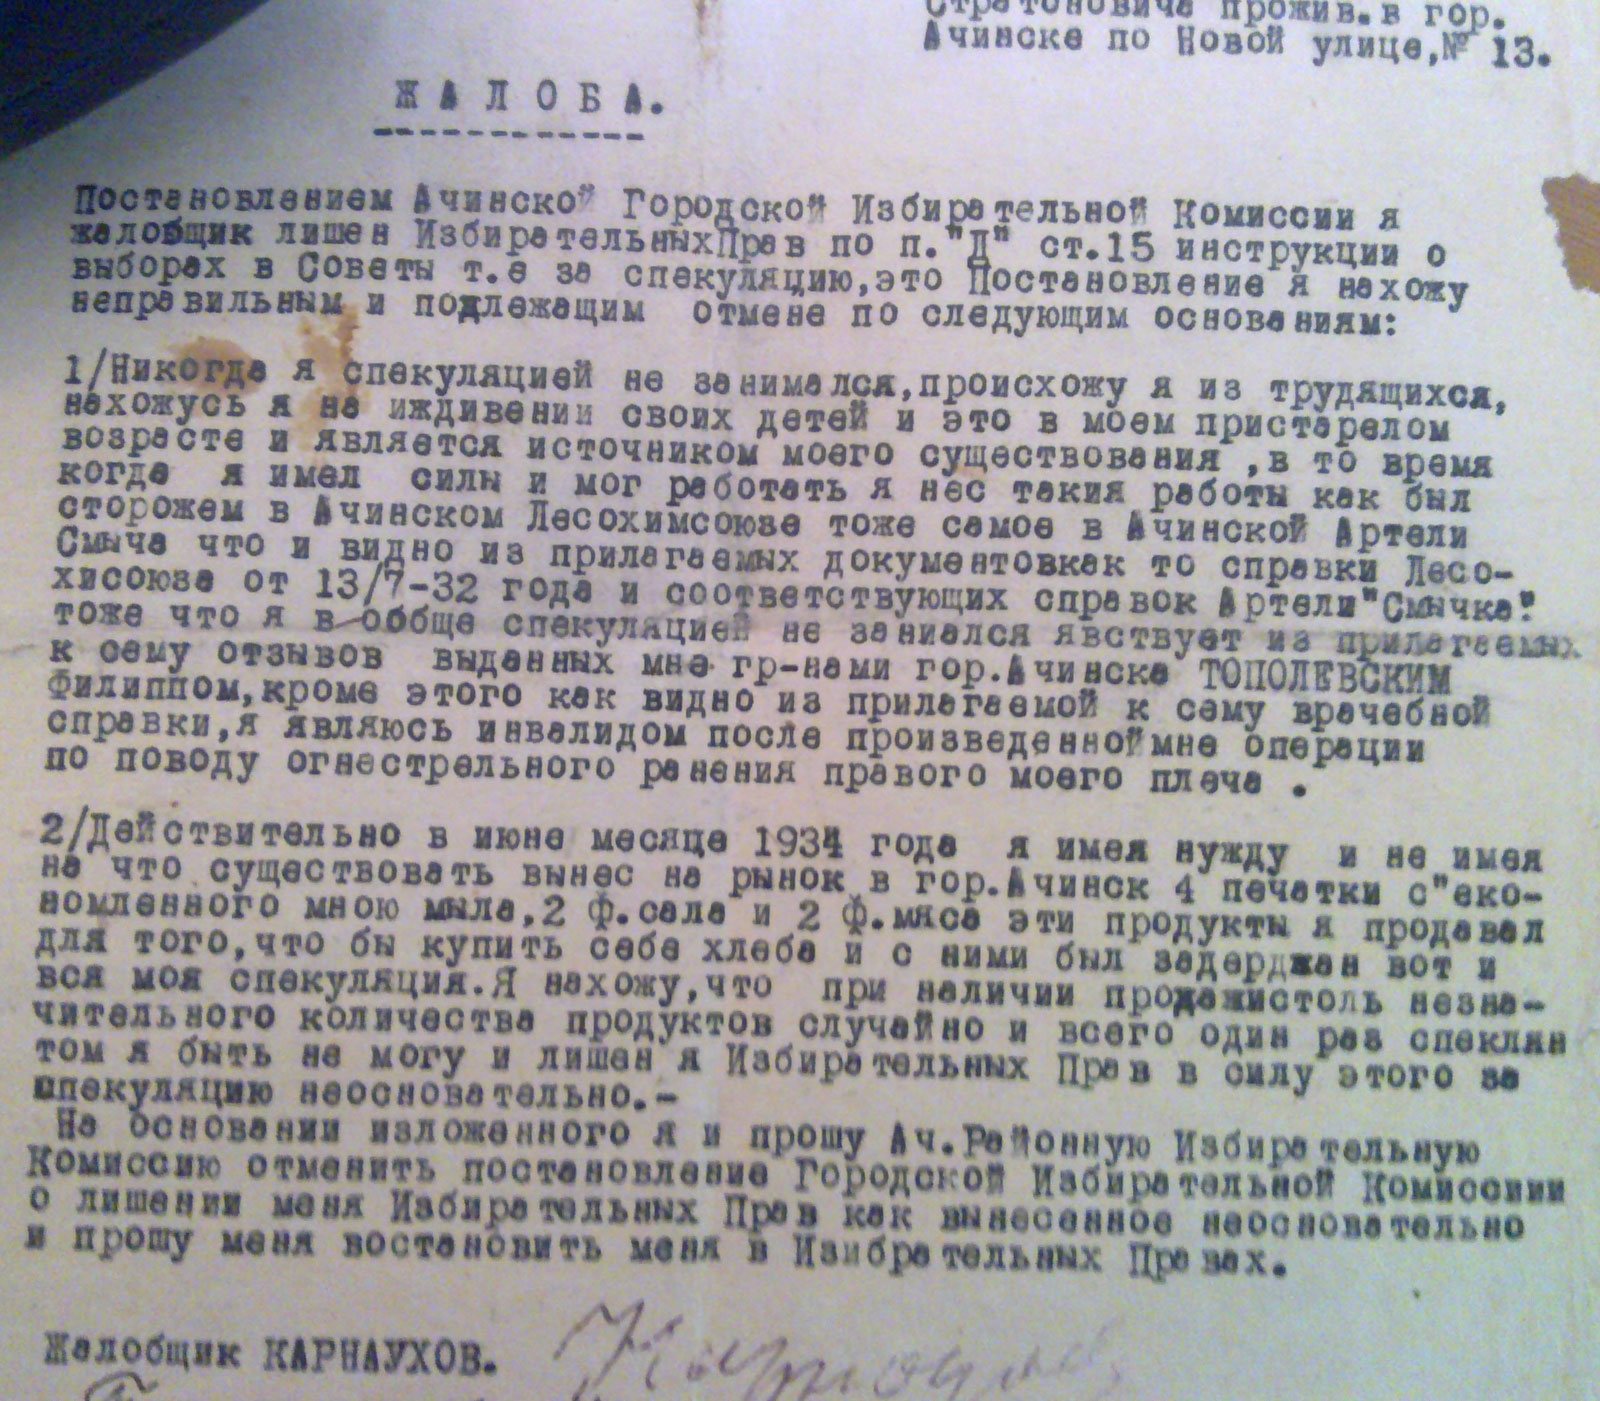 Стратоновича прожив.в гор.
Ачинске по Новой улице,№ 13.
ЖАЛОБА.
Постановлением Ачинской Городской Избирательной Комиссии я
жалобщик лишен ИзбирательныхПрав по п."Д" ст.15 инструкции о
выборах в Советы т.е за спекуляцию,это Постановление я нахожу
неправильным и подлежащим отмене по следующим основаниям:
1/Никогда я спекуляцией не занимался,происхожу я из трудящихся,
нахожусь я на иждивении своих детей и это в моем пристарелом
возрасте и является источником моего существования ,в то время
когда я имел силы и мог работать я нес такия работы как был
сторожем в Ачинском Лесохимсоюзе тоже самое в Ачинской Артели
Смыча что и видно из прилагаемых документовкак то справки Лесо-
хисоюза от 13/7-32 года и соответствующих справок Артели"Смычка".
тоже что я в-ообще спекуляцией не заниался явствует из прилагаемых
к сему отзывов выданных мне гр-нами гор.Ачинска ТОПОЛЕВСКИМ
Филиппом,кроме этого как видно из прилагаемой к сему врачебной
справки,я являюсь инвалидом после произведенноймне операции
по поводу огнестрельного ранения правого моего плеча .
2/Действительно в июне месяце 1934 года я имея нужду и не имея
на что существовать вынес на рынок в гор.Ачинск 4 печатки с"еко-
номленного мною мыла,2 ф.сала и 2 ф.мяса эти продукты я продавал
для того,что бы купить себе хлеба и с ними был задерджан вот и
вся моя спекуляция.Я нахожу,что при наличии продажистоль незна-
чительного количества продуктов случайно и всего один раз спеклян
том я быть не могу и лишен я Избирательных Прав в силу этого за
спекуляцию неосновательно.-
На основании изложенного я и прошу Ач.Районную Избирательную
Комиссию отменить постановление Городской Избирательной Комиссиии
о лишении меня Избирательных Прав как вынесенное неосновательно
и прошу меня востановить меня в Изибрательных Правах.
Жалобщик КАРНАУХОВ.